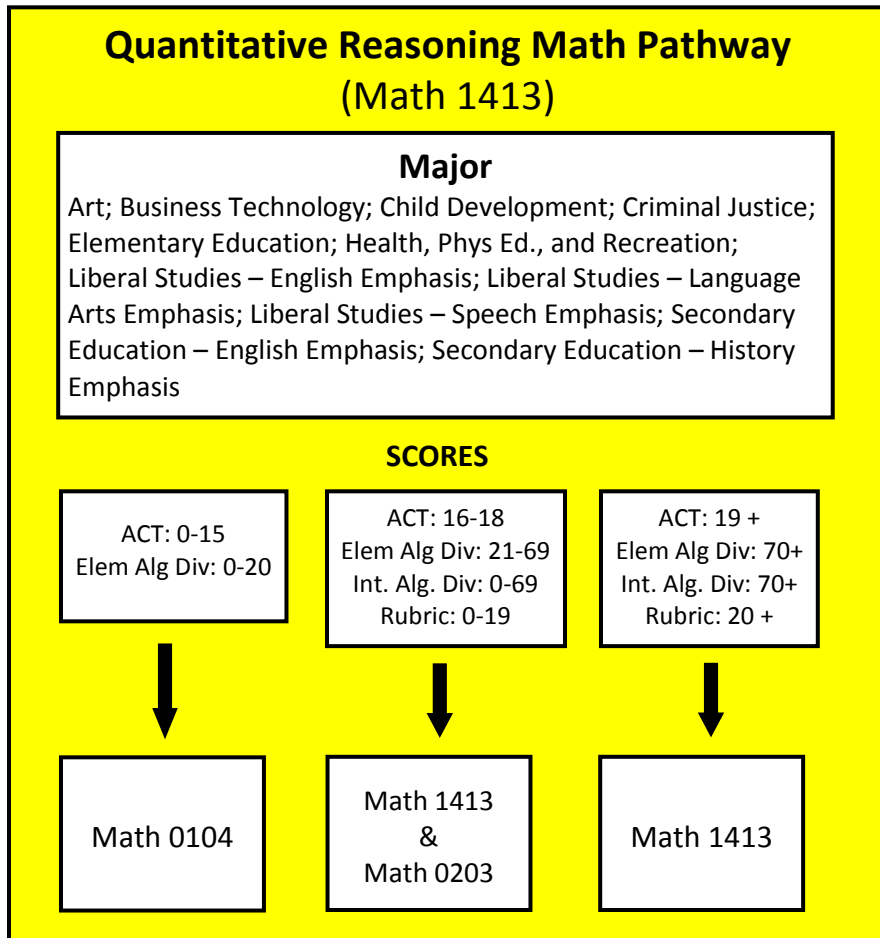 Quantitative Reasoning Math Pathway
(Math 1413)
Major
Art; Business Technology; Child Development; Criminal Justice;
Elementary Education; Health, Phys Ed., and Recreation;
Liberal Studies – English Emphasis; Liberal Studies – Language
Arts Emphasis; Liberal Studies – Speech Emphasis; Secondary
Education – English Emphasis; Secondary Education – History
Emphasis
SCORES
ACT: 0-15
Elem Alg Div: 0-20
ACT: 16-18
Elem Alg Div: 21-69
Int. Alg. Div: 0-69
Rubric: 0-19
ACT: 19 +
Elem Alg Div: 70+
Int. Alg. Div: 70+
Rubric: 20 +
Math 0104
Math 1413
&
Math 0203
Math 1413